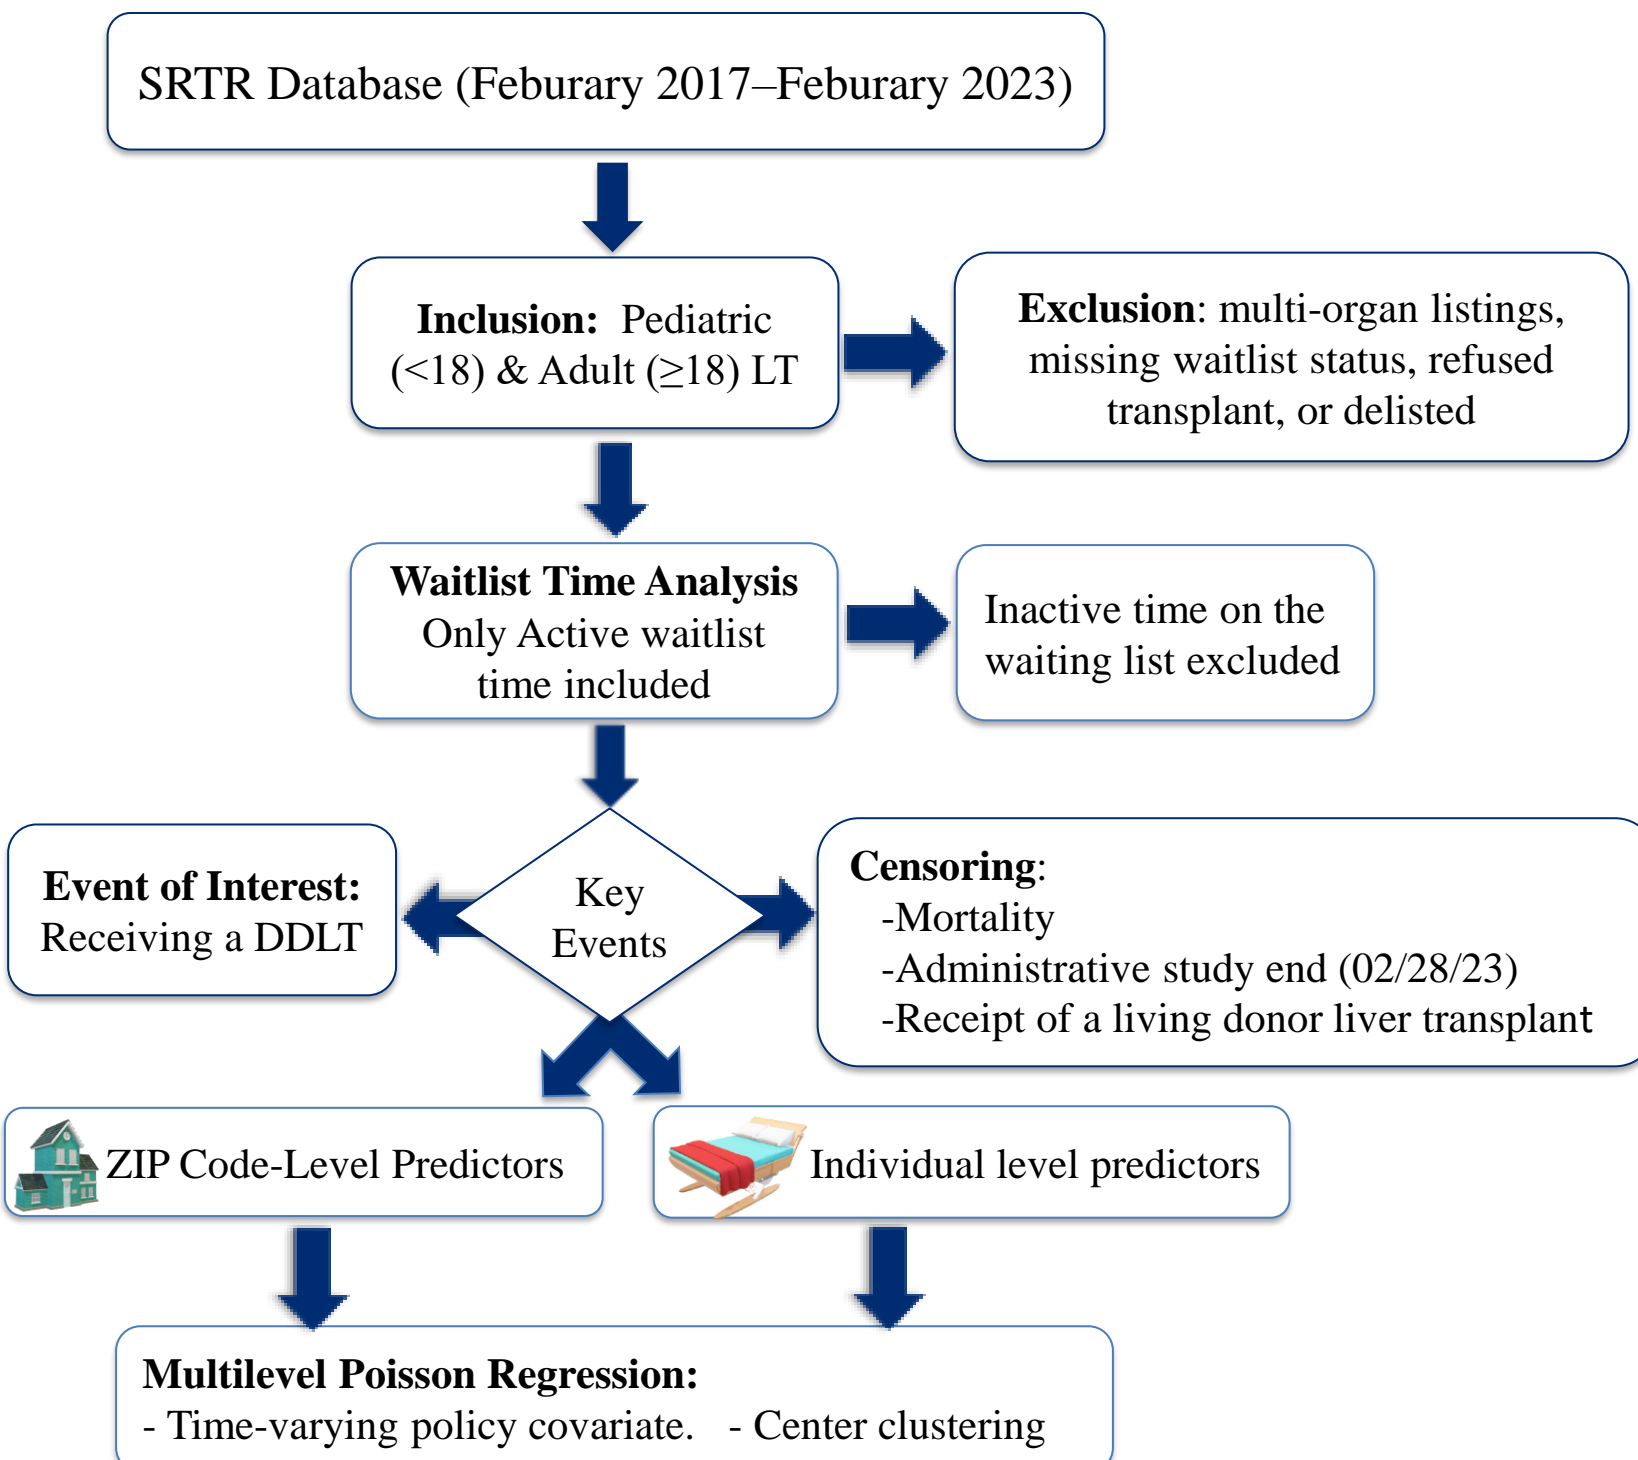 SRTR Database (Feburary 2017–Feburary 2023)
Inclusion: Pediatric
(<18) & Adult (≥18) LT
Exclusion: multi-organ listings,
missing waitlist status, refused
transplant, or delisted
Waitlist Time Analysis
Only Active waitlist
time included
Inactive time on the
waiting list excluded
Event of Interest:
Receiving a DDLT
Key
Events
Censoring:
-Mortality
-Administrative study end (02/28/23)
-Receipt of a living donor liver transplant
ZIP Code-Level Predictors
Individual level predictors
Multilevel Poisson Regression:
- Time-varying policy covariate. - Center clustering